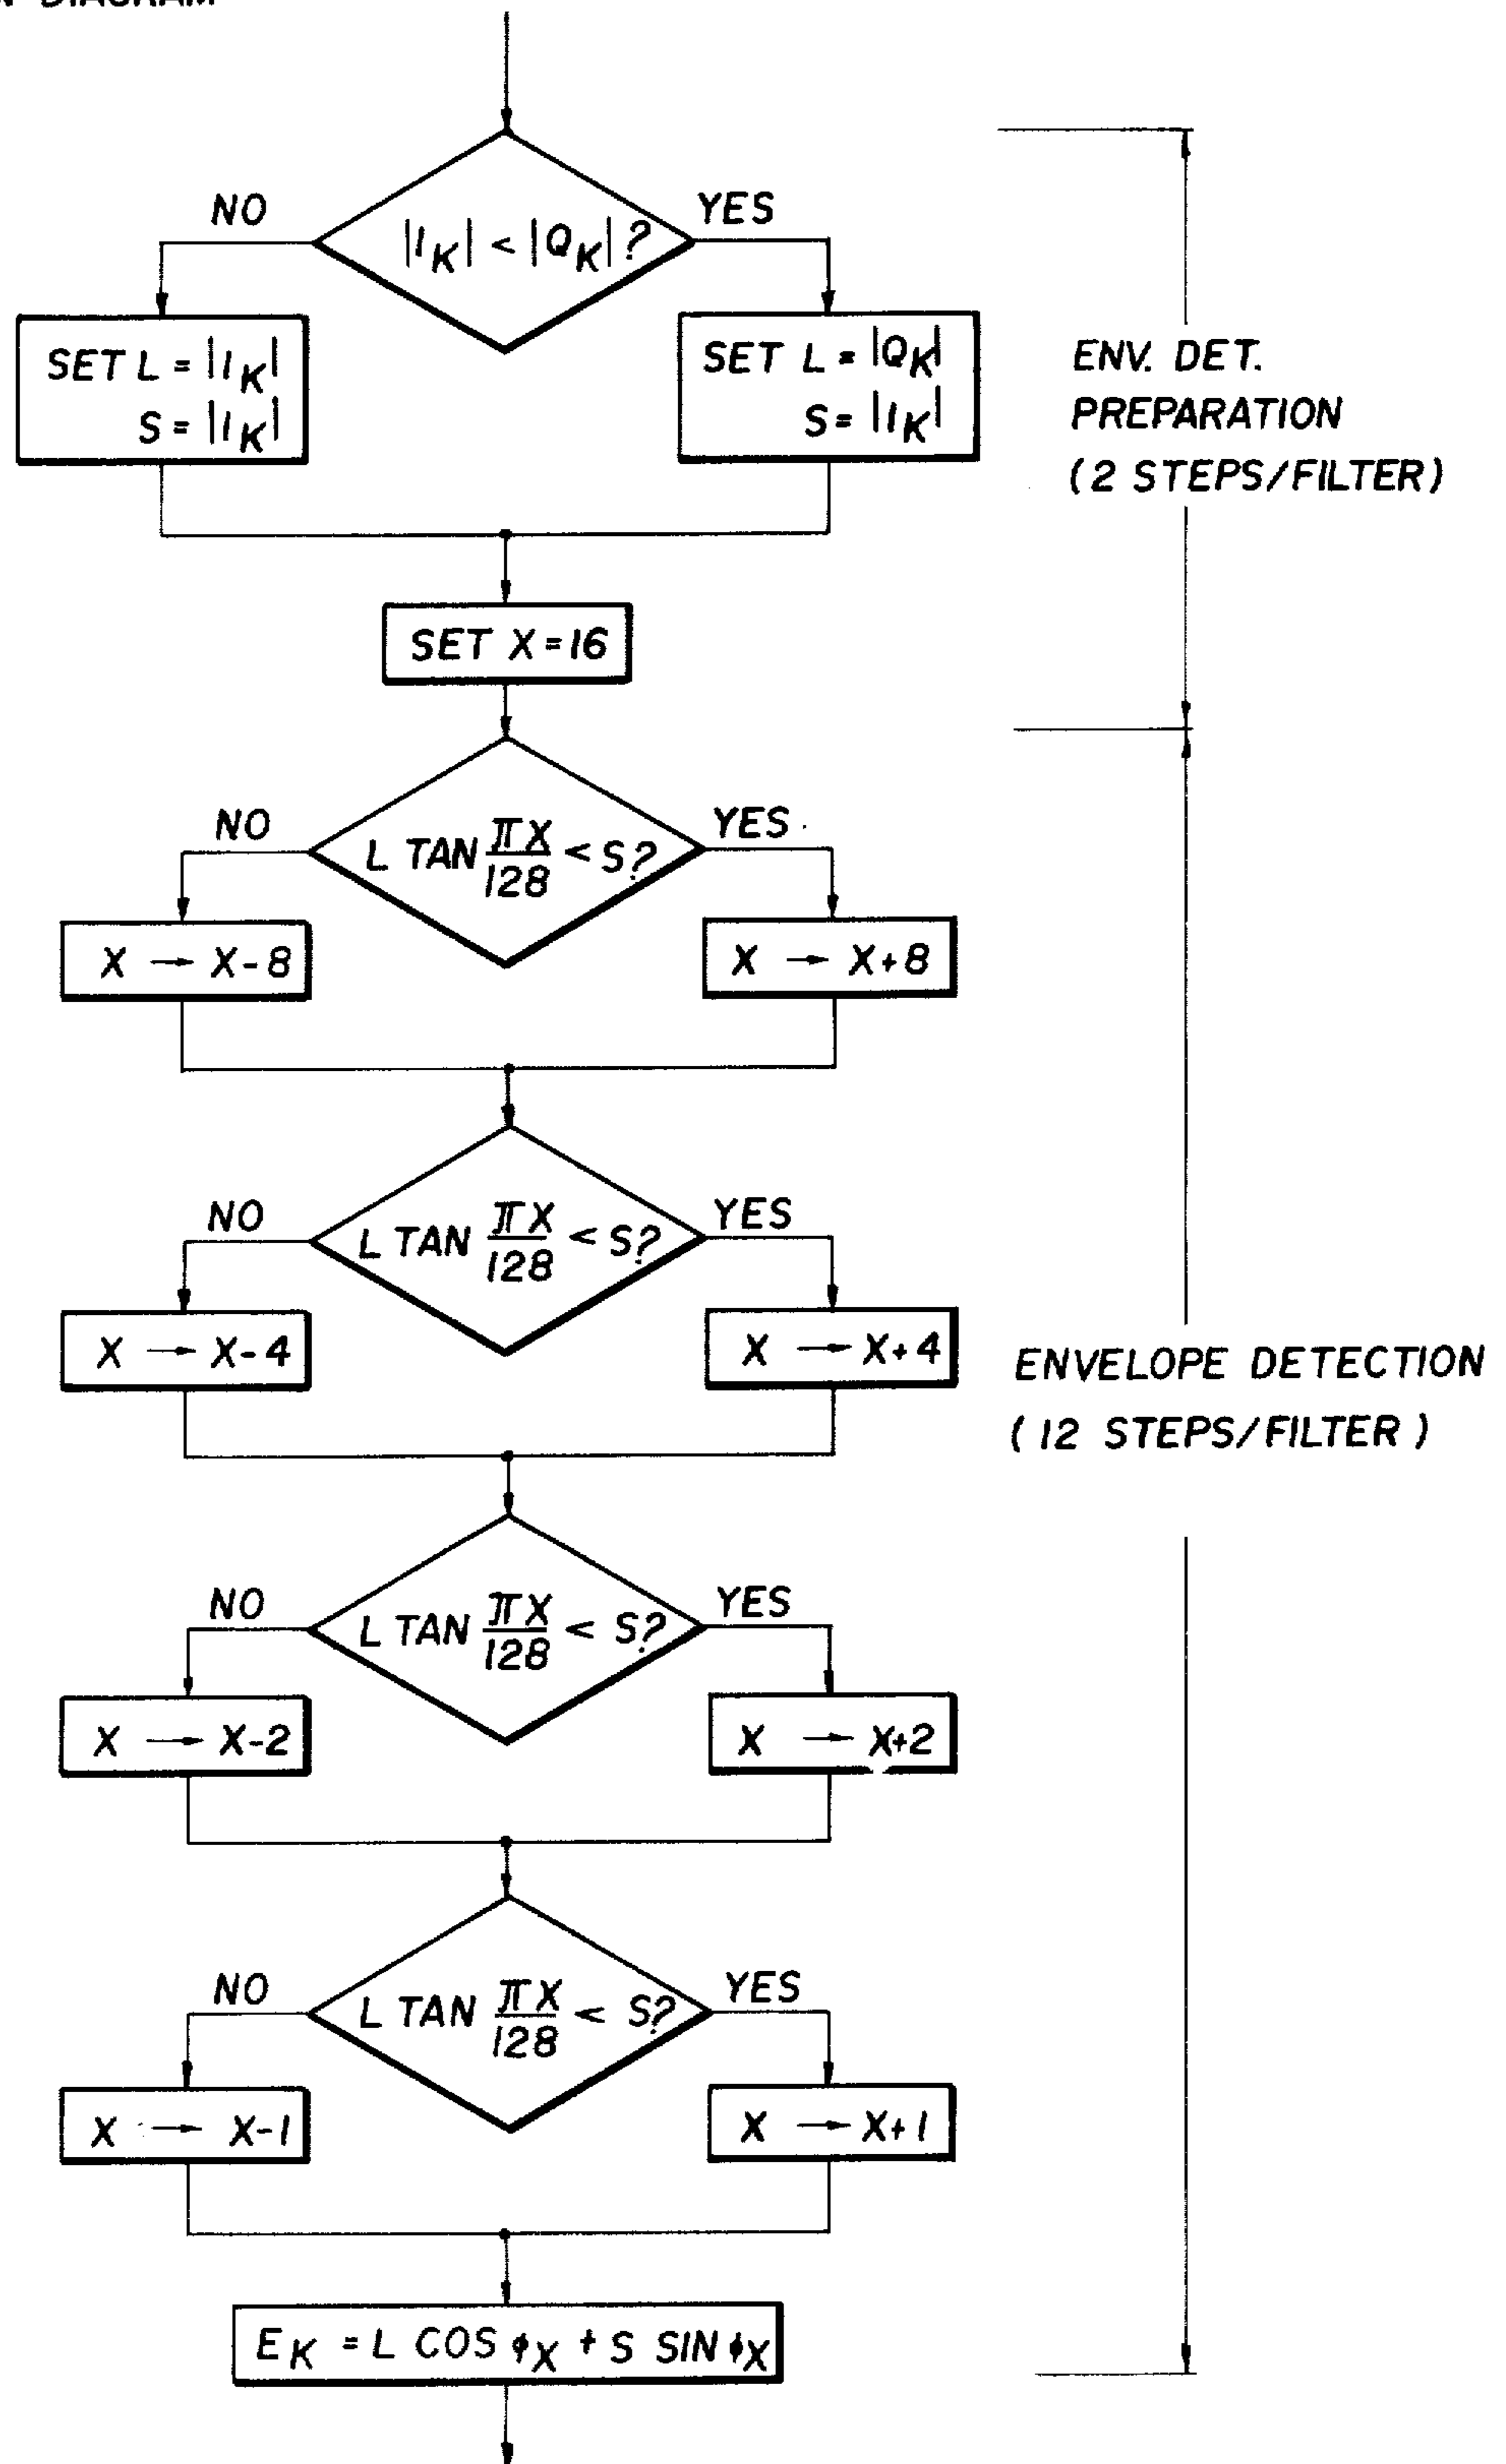 DIAGRAM
NO
YES
|I_K| < |Q_K| ?
SET L = |I_K|
S = |I_K|
SET L = |Q_K|
S = |I_K|
ENV. DET.
PREPARATION
(2 STEPS/FILTER)
SET X = 16
NO
YES
L TAN πX/128 < S?
X → X-8
X → X+8
NO
YES
L TAN πX/128 < S?
X → X-4
X → X+4
ENVELOPE DETECTION
(12 STEPS/FILTER)
NO
YES
L TAN πX/128 < S?
X → X-2
X → X+2
NO
YES
L TAN πX/128 < S?
X → X-1
X → X+1
E_K = L COS ϕ_X + S SIN ϕ_X